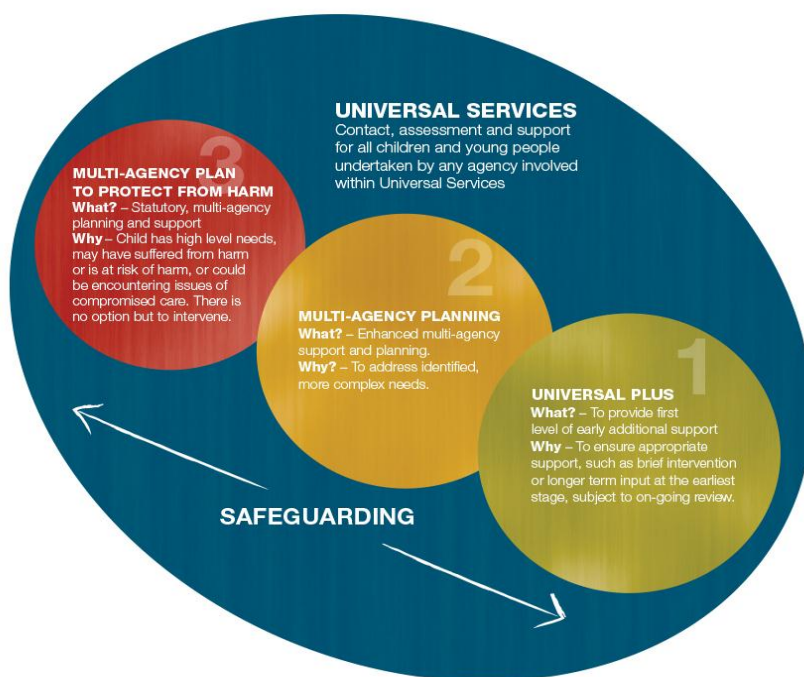 UNIVERSAL SERVICES
Contact, assessment and support
for all children and young people
undertaken by any agency involved
within Universal Services
3
MULTI-AGENCY PLAN
TO PROTECT FROM HARM
What? – Statutory, multi-agency
planning and support
Why – Child has high level needs,
may have suffered from harm
or is at risk of harm, or could
be encountering issues of
compromised care. There is
no option but to intervene.
2
MULTI-AGENCY PLANNING
What? – Enhanced multi-agency
support and planning.
Why? – To address identified,
more complex needs.
1
UNIVERSAL PLUS
What? – To provide first
level of early additional support
Why – To ensure appropriate
support, such as brief intervention
or longer term input at the earliest
stage, subject to on-going review.
SAFEGUARDING